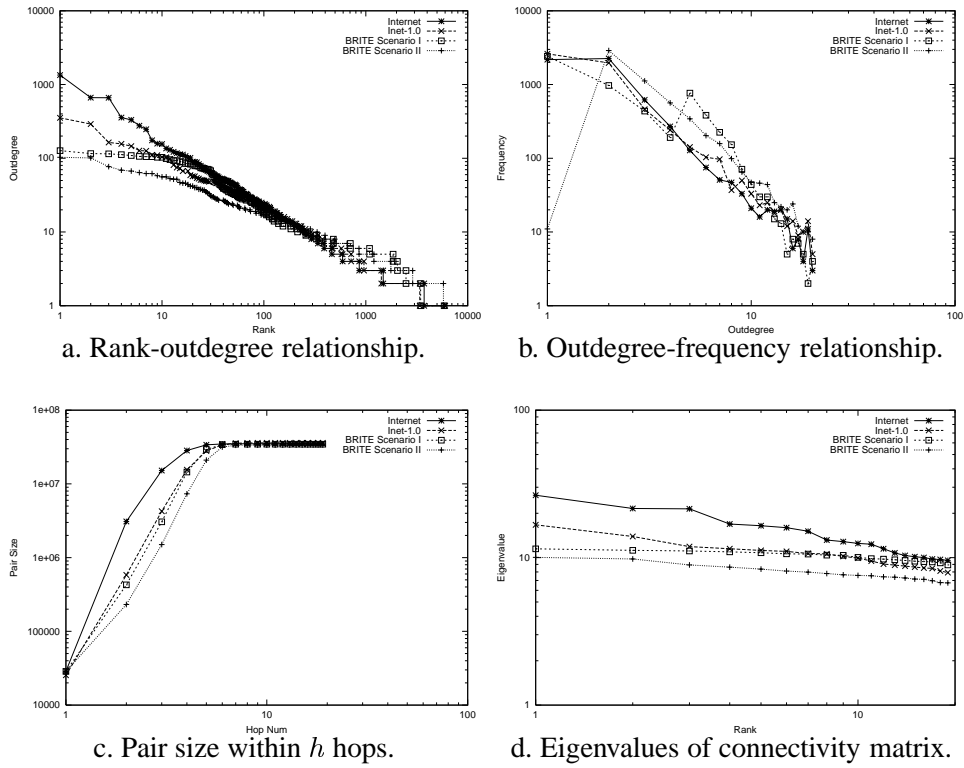 10000
1000
100
10
1
1
10
100
1000
10000
Outdegree
Rank
Internet
Inet-1.0
BRITE Scenario I
BRITE Scenario II
a. Rank-outdegree relationship.
10000
1000
100
10
1
1
10
100
Frequency
Outdegree
Internet
Inet-1.0
BRITE Scenario I
BRITE Scenario II
b. Outdegree-frequency relationship.
1e+08
1e+07
1e+06
100000
10000
1
10
100
Pair Size
Hop Num
Internet
Inet-1.0
BRITE Scenario I
BRITE Scenario II
c. Pair size within h hops.
100
10
1
1
10
Eigenvalue
Rank
Internet
Inet-1.0
BRITE Scenario I
BRITE Scenario II
d. Eigenvalues of connectivity matrix.